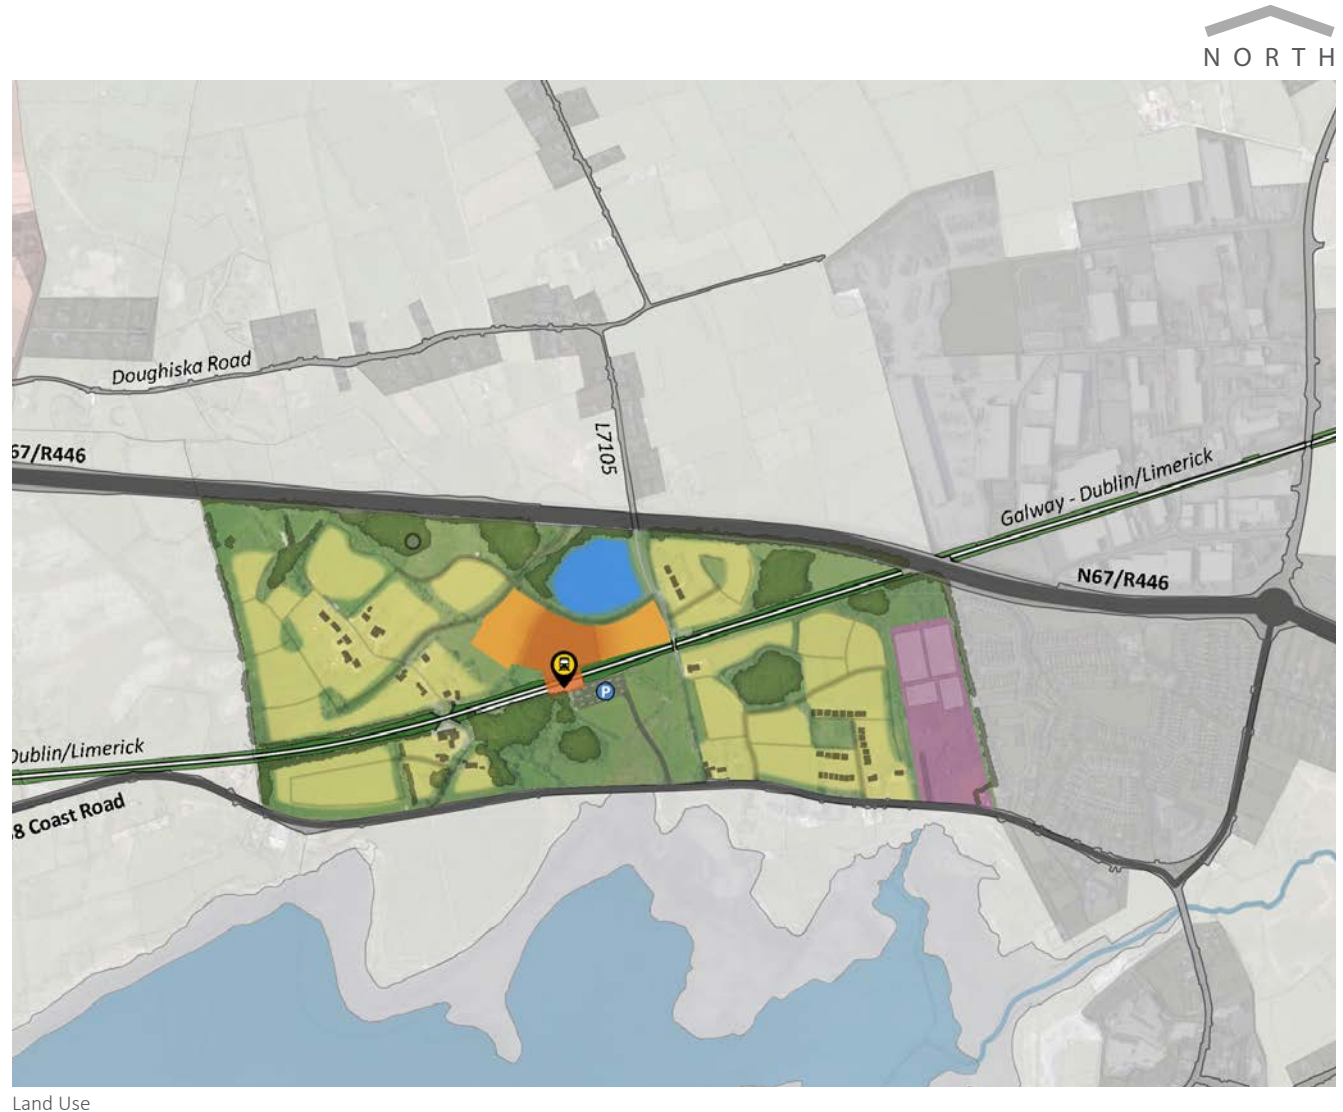 NORTH
Doughiska Road
67/R446
L7105
Galway - Dublin/Limerick
N67/R446
P
Dublin/Limerick
8 Coast Road
Land Use